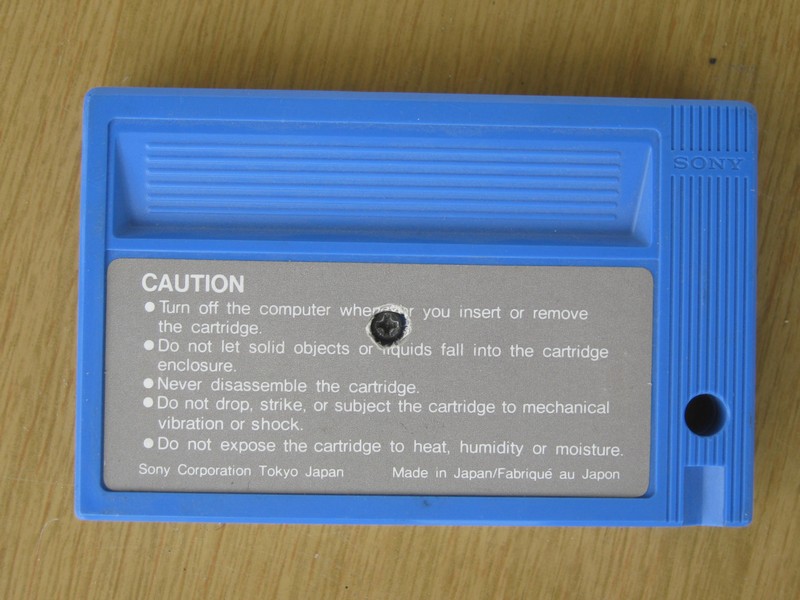 SONY
CAUTION
● Turn off the computer you insert or remove
the cartridge.
● Do not let solid objects or liquids fall into the cartridge
enclosure.
● Never disassemble the cartridge.
● Do not drop, strike, or subject the cartridge to mechanical
vibration or shock.
● Do not expose the cartridge to heat, humidity or moisture.
Sony Corporation Tokyo Japan Made in Japan/Fabriqué au Japon